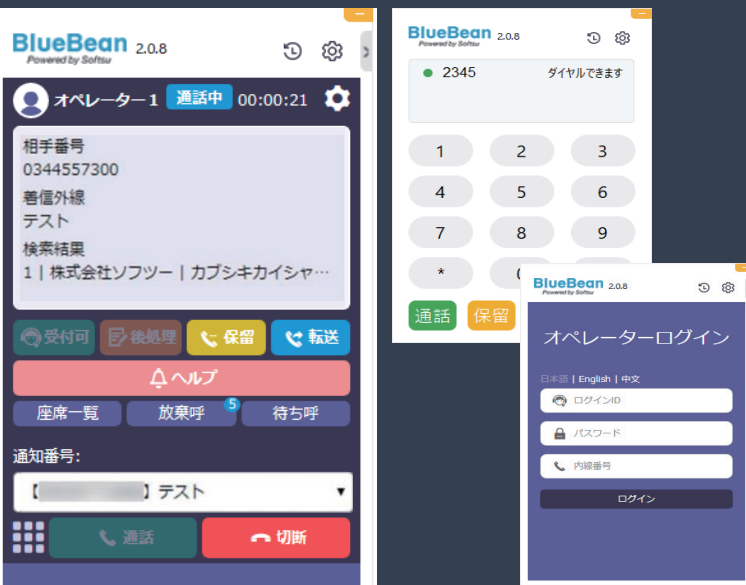 BlueBean 2.0.8
Powered by Softsu
オペレーター1 通話中 00:00:21
相手番号
0344557300
着信外線
テスト
検索結果
1 | 株式会社ソフツー | カブシキカイシャ…
受付可 後処理 保留 転送
ヘルプ
座席一覧 放棄呼 5 待ち呼
通知番号:
【 】テスト
通話 切断
BlueBean 2.0.8
Powered by Softsu
2345 ダイヤルできます
1 2 3
4 5 6
7 8 9
*
通話 保留
BlueBean 2.0.8
Powered by Softsu
オペレーターログイン
日本語 | English | 中文
ログインID
パスワード
内線番号
ログイン